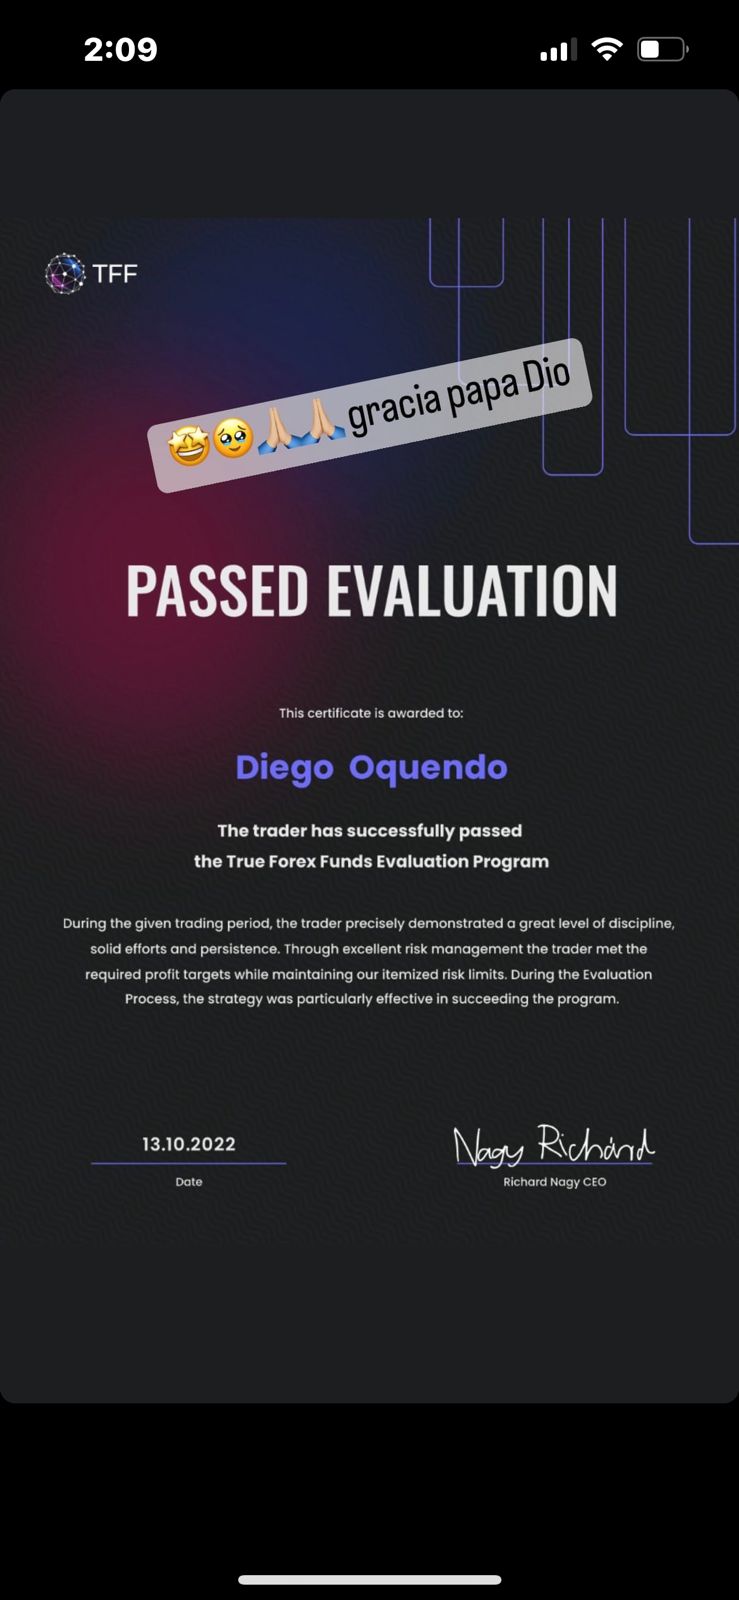 2:09
TFF
🤩🥹🙏🏼🙏🏼gracia papa Dio
PASSED EVALUATION
This certificate is awarded to:
Diego Oquendo
The trader has successfully passed
the True Forex Funds Evaluation Program
During the given trading period, the trader precisely demonstrated a great level of discipline,
solid efforts and persistence. Through excellent risk management the trader met the
required profit targets while maintaining our itemized risk limits. During the Evaluation
Process, the strategy was particularly effective in succeeding the program.
13.10.2022
Nagy Richárd
Date
Richard Nagy CEO